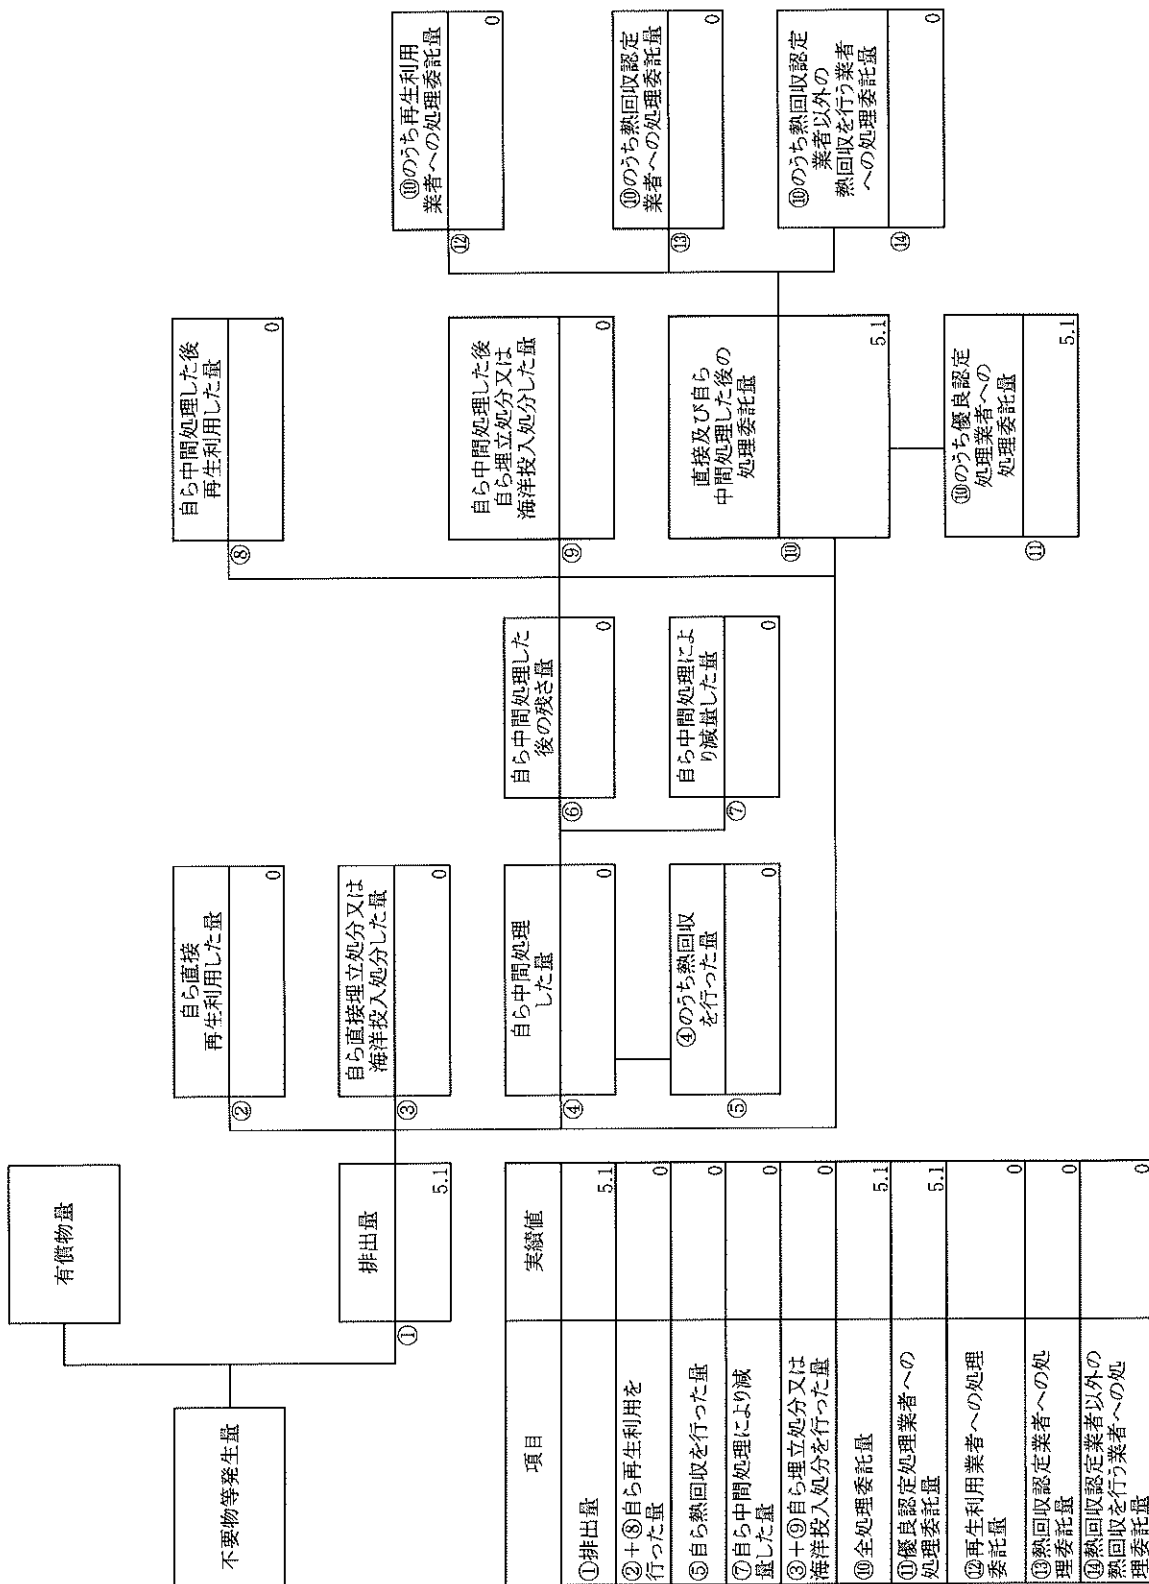 有償物量
不要物等発生量
排出量
①
5.1
自ら直接
再生利用した量
②
0
自ら直接埋立処分又は
海洋投入処分した量
③
0
自ら中間処理
した量
④
0
④のうち熱回収
を行った量
⑤
0
自ら中間処理した
後の残さ量
⑥
0
自ら中間処理によ
り減量した量
⑦
0
自ら中間処理した後
再生利用した量
⑧
0
自ら中間処理した後
自ら埋立処分又は
海洋投入処分した量
⑨
0
直接及び自ら
中間処理した後の
処理委託量
⑩
5.1
⑩のうち優良認定
処理業者への
処理委託量
⑪
5.1
⑩のうち再生利用
業者への処理委託量
⑫
0
⑩のうち熱回収認定
業者への処理委託量
⑬
0
⑩のうち熱回収認定
業者以外の
熱回収を行う業者
への処理委託量
⑭
0
項目
実績値
①排出量
5.1
②+⑧自ら再生利用を
行った量
0
⑤自ら熱回収を行った量
0
⑦自ら中間処理により減
量した量
0
③+⑨自ら埋立処分又は
海洋投入処分を行った量
0
⑩全処理委託量
5.1
⑪優良認定処理業者への
処理委託量
5.1
⑫再生利用業者への処理
委託量
0
⑬熱回収認定業者への処
理委託量
0
⑭熱回収認定業者以外の
熱回収を行う業者への処
理委託量
0